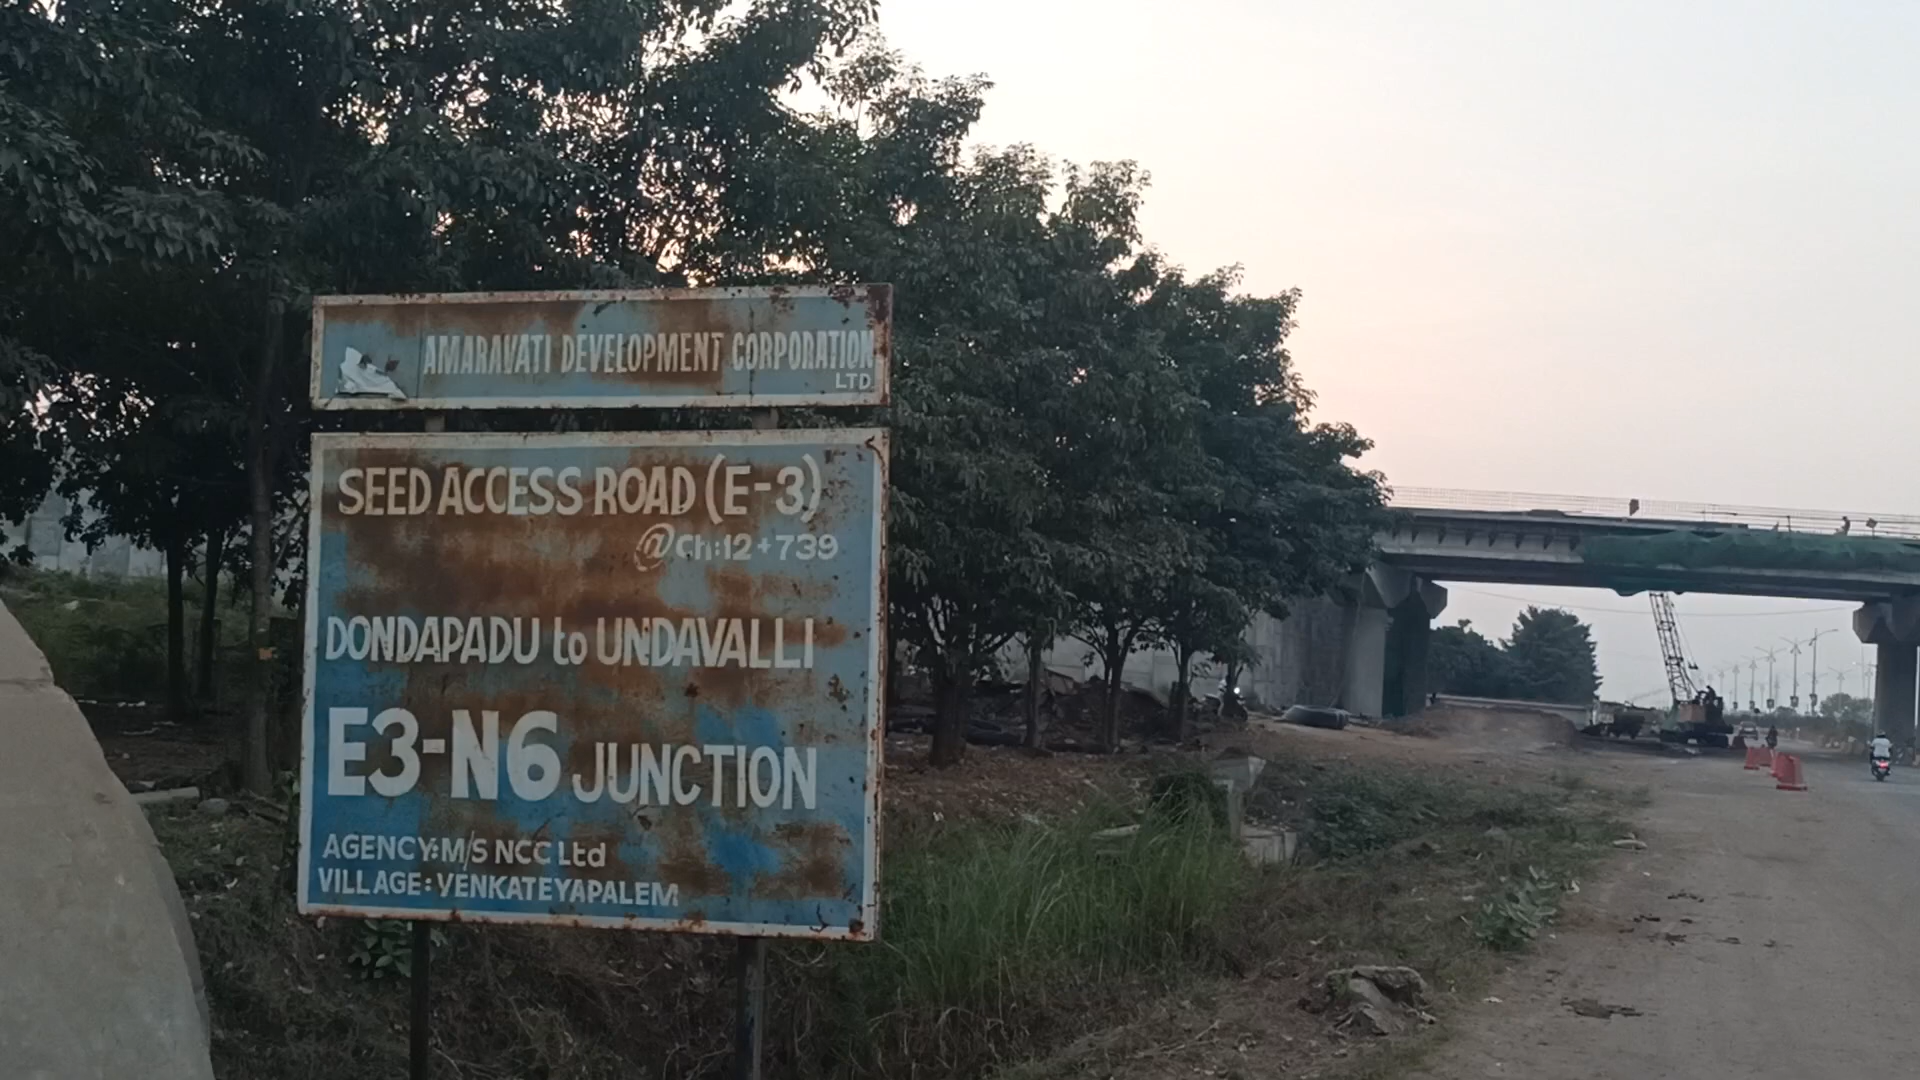 AMARAVATI DEVELOPMENT CORPORATION
LTD.
SEED ACCESS ROAD (E-3)
@Ch:12+739
DONDAPADU to UNDAVALLI
E3-N6 JUNCTION
AGENCY:M/S NCC Ltd
VILLAGE:VENKATEYAPALEM